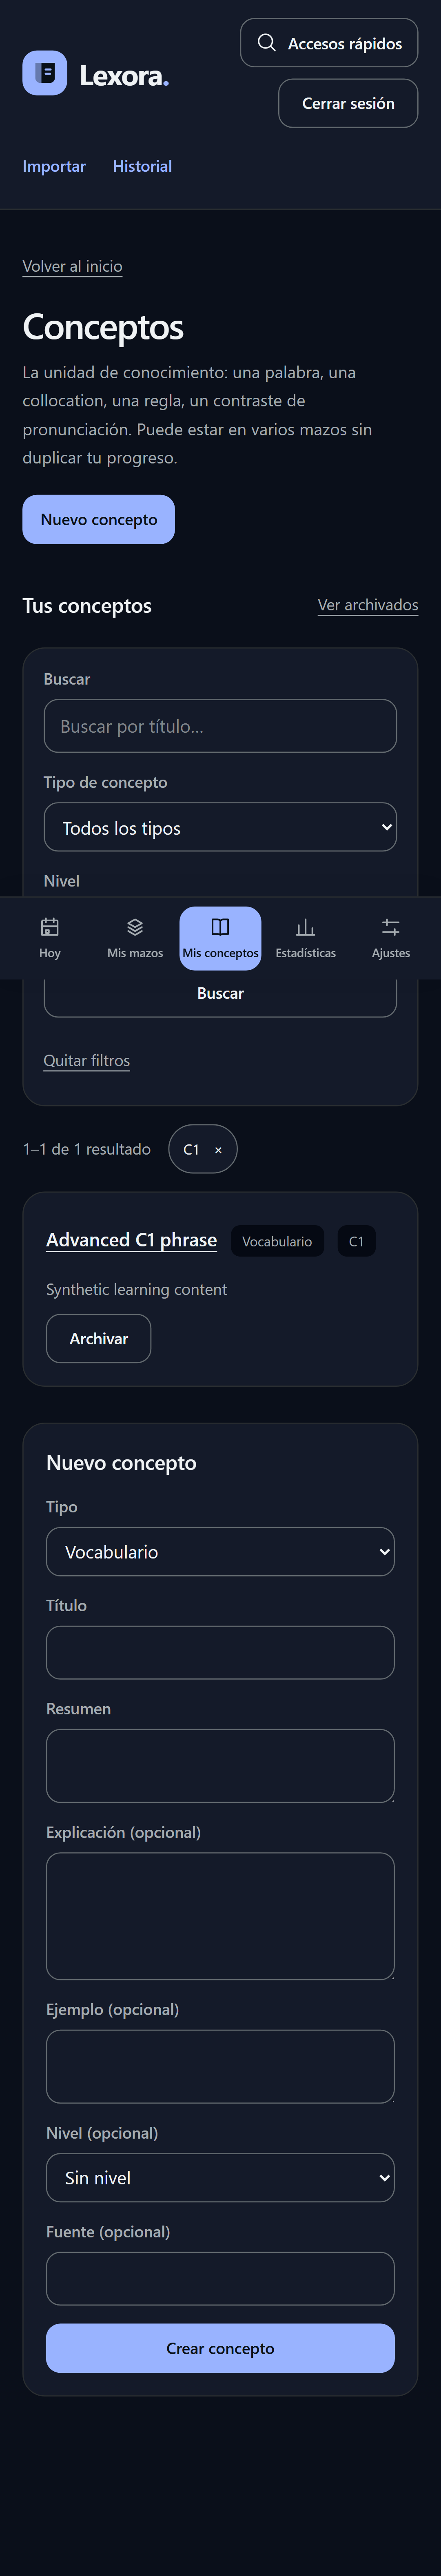 Lexora.
Accesos rápidos
Cerrar sesión
Importar
Historial
Volver al inicio
Conceptos
La unidad de conocimiento: una palabra, una
collocation, una regla, un contraste de
pronunciación. Puede estar en varios mazos sin
duplicar tu progreso.
Nuevo concepto
Tus conceptos
Ver archivados
Buscar
Buscar por título...
Tipo de concepto
Todos los tipos
Nivel
Hoy
Mis mazos
Mis conceptos
Estadísticas
Ajustes
Buscar
Quitar filtros
1–1 de 1 resultado
C1 ×
Advanced C1 phrase
Vocabulario
C1
Synthetic learning content
Archivar
Nuevo concepto
Tipo
Vocabulario
Título
Resumen
Explicación (opcional)
Ejemplo (opcional)
Nivel (opcional)
Sin nivel
Fuente (opcional)
Crear concepto